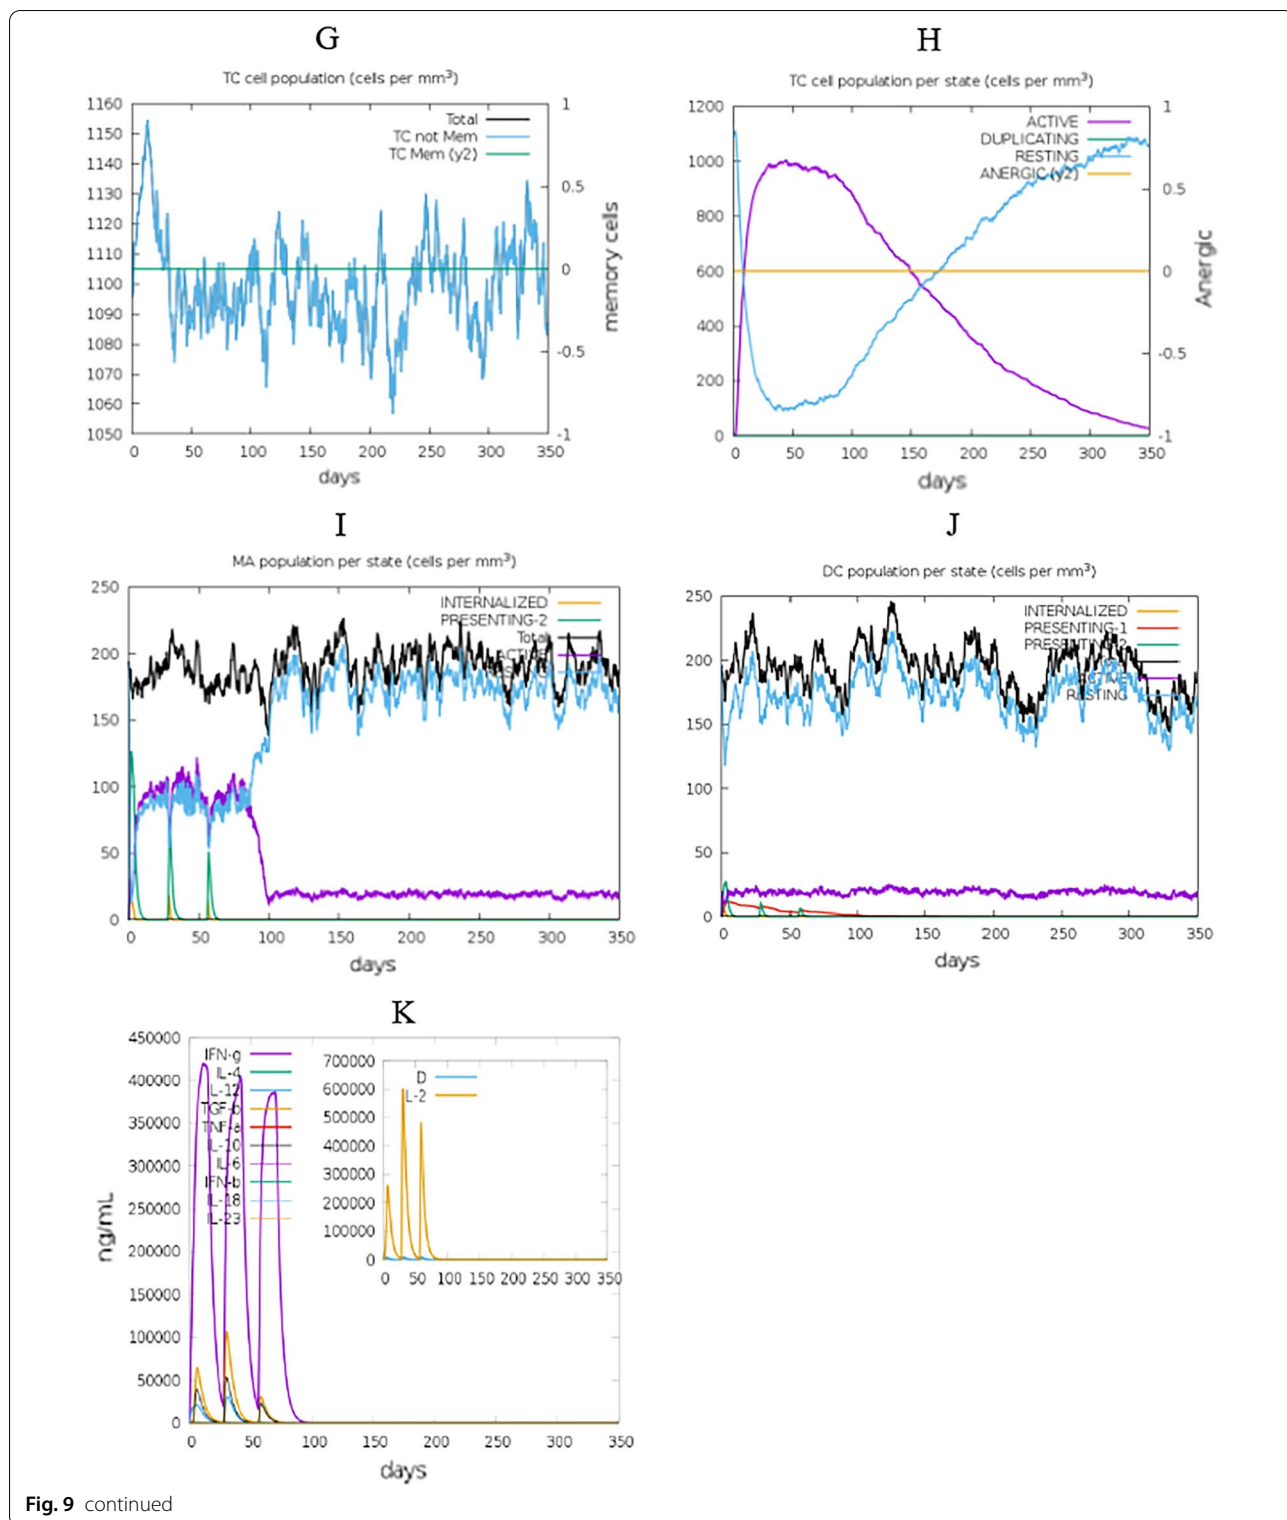 G
TC cell population (cells per mm³)
1160
1150
1140
1130
1120
1110
1100
1090
1080
1070
1060
1050
1
0.5
0
-0.5
-1
Total
TC not Mem
TC Mem (y2)
memory cells
0 50 100 150 200 250 300 350
days
H
TC cell population per state (cells per mm³)
1200
1000
800
600
400
200
0
1
0.5
0
-0.5
-1
ACTIVE
DUPLICATING
RESTING
ANERGIC (y2)
Anergic
0 50 100 150 200 250 300 350
days
I
MA population per state (cells per mm³)
250
200
150
100
50
0
INTERNALIZED
PRESENTING-2
Total
ACTIVE
0 50 100 150 200 250 300 350
days
J
DC population per state (cells per mm³)
250
200
150
100
50
0
INTERNALIZED
PRESENTING-1
PRESENTING-2
ACTIVE
RESTING
0 50 100 150 200 250 300 350
days
K
450000
400000
350000
300000
250000
200000
150000
100000
50000
0
ng/mL
IFN-g
IL-4
IL-12
TGF-b
TNF-a
IL-10
IL-6
IFN-b
IL-18
IL-23
700000
600000
500000
400000
300000
200000
100000
0
D
IL-2
0 50 100 150 200 250 300 350
0 50 100 150 200 250 300 350
days
Fig. 9 continued